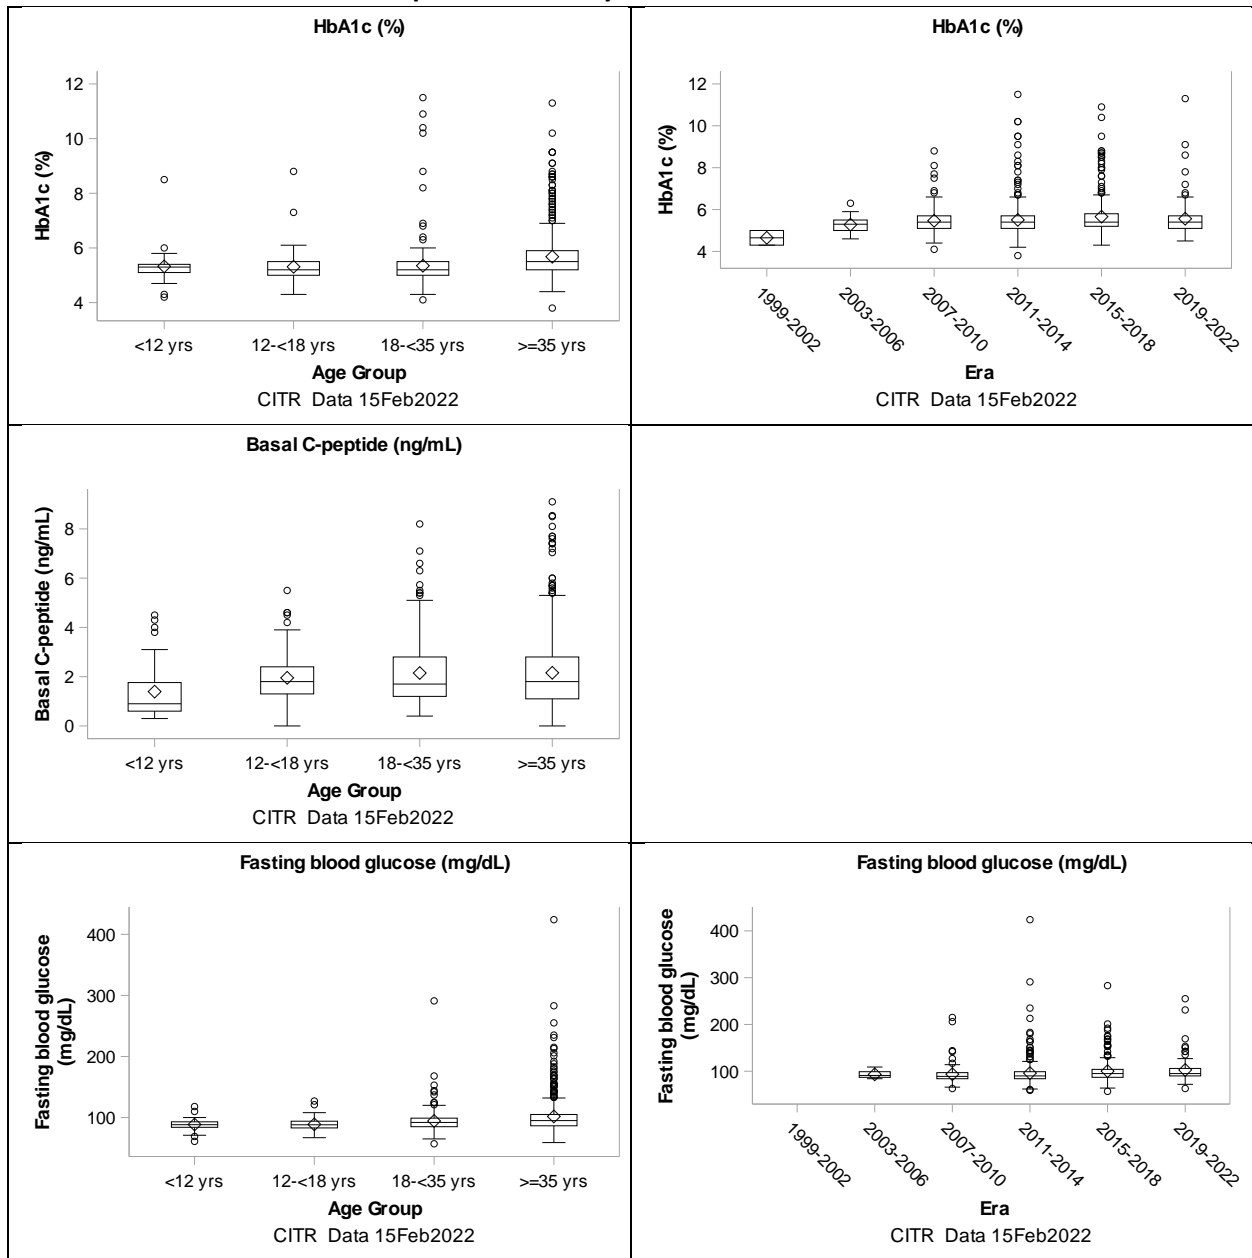 HbA1c (%)
HbA1c (%)
12
10
8
6
4
<12 yrs
12-<18 yrs
18-<35 yrs
>=35 yrs
Age Group
CITR Data 15Feb2022
HbA1c (%)
HbA1c (%)
12
10
8
6
4
1999-2002
2003-2006
2007-2010
2011-2014
2015-2018
2019-2022
Era
CITR Data 15Feb2022
Basal C-peptide (ng/mL)
Basal C-peptide (ng/mL)
8
6
4
2
0
<12 yrs
12-<18 yrs
18-<35 yrs
>=35 yrs
Age Group
CITR Data 15Feb2022
Fasting blood glucose (mg/dL)
Fasting blood glucose
(mg/dL)
400
300
200
100
<12 yrs
12-<18 yrs
18-<35 yrs
>=35 yrs
Age Group
CITR Data 15Feb2022
Fasting blood glucose (mg/dL)
Fasting blood glucose
(mg/dL)
400
300
200
100
1999-2002
2003-2006
2007-2010
2011-2014
2015-2018
2019-2022
Era
CITR Data 15Feb2022